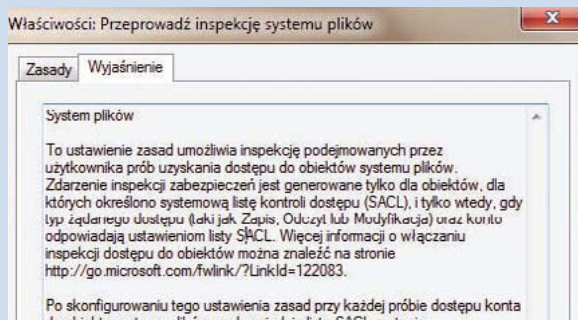 Właściwości: Przeprowadź inspekcję systemu plików
Zasady
Wyjaśnienie
System plików
To ustawienie zasad umożliwia inspekcję podejmowanych przez
użytkownika prób uzyskania dostępu do obiektów systemu plików.
Zdarzenie inspekcji zabezpieczeń jest generowane tylko dla obiektów, dla
których określono systemową listę kontroli dostępu (SACL), i tylko wtedy, gdy
typ żądanego dostępu (taki jak Zapis, Odczyt lub Modyfikacja) oraz konto
odpowiadają ustawieniom listy SACL. Więcej informacji o włączaniu
inspekcji dostępu do obiektów można znaleźć na stronie
http://go.microsoft.com/fwlink/?LinkId=122083.
Po skonfigurowaniu tego ustawienia zasad przy każdej próbie dostępu konta